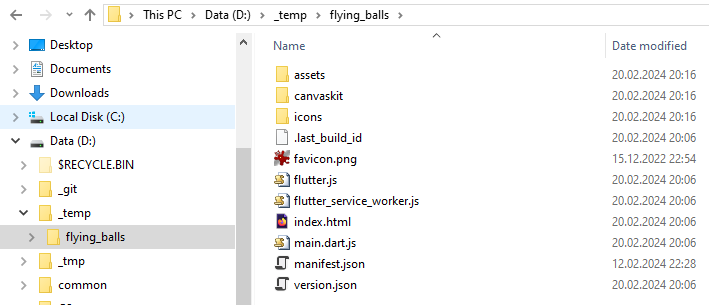 This PC > Data (D:) > _temp > flying_balls >
Desktop
Documents
Downloads
Local Disk (C:)
Data (D:)
$RECYCLE.BIN
_git
_temp
flying_balls
_tmp
common
Name Date modified
assets 20.02.2024 20:16
canvaskit 20.02.2024 20:16
icons 20.02.2024 20:16
.last_build_id 20.02.2024 20:06
favicon.png 15.12.2022 22:54
flutter.js 20.02.2024 20:06
flutter_service_worker.js 20.02.2024 20:06
index.html 20.02.2024 20:06
main.dart.js 20.02.2024 20:06
manifest.json 12.02.2024 22:28
version.json 20.02.2024 20:06